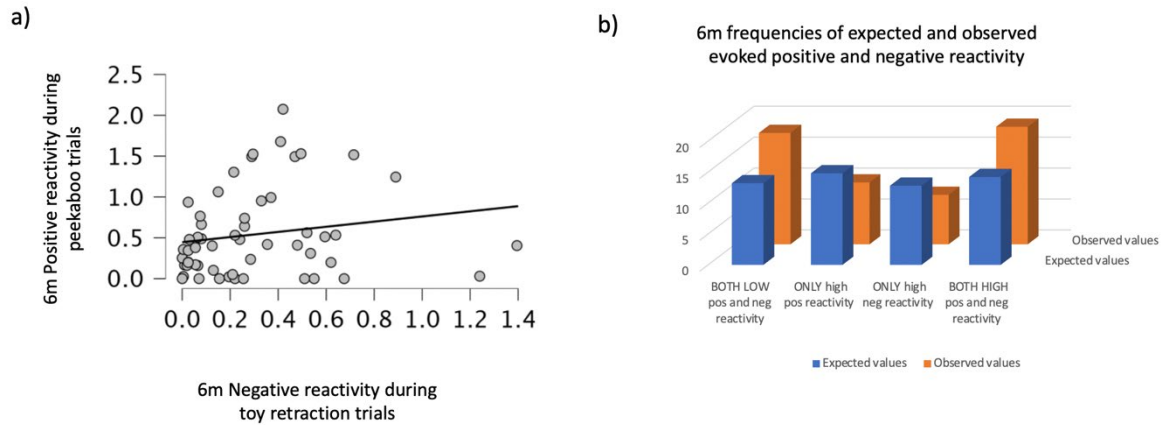 a)
6m Positive reactivity during
peekaboo trials
2.5
2.0
1.5
1.0
0.5
0.0
0.0 0.2 0.4 0.6 0.8 1.0 1.2 1.4
6m Negative reactivity during
toy retraction trials
b)
6m frequencies of expected and observed
evoked positive and negative reactivity
20
15
10
5
0
Observed values
Expected values
BOTH LOW
pos and neg
reactivity
ONLY high
pos reactivity
ONLY high
neg reactivity
BOTH HIGH
pos and neg
reactivity
Expected values Observed values